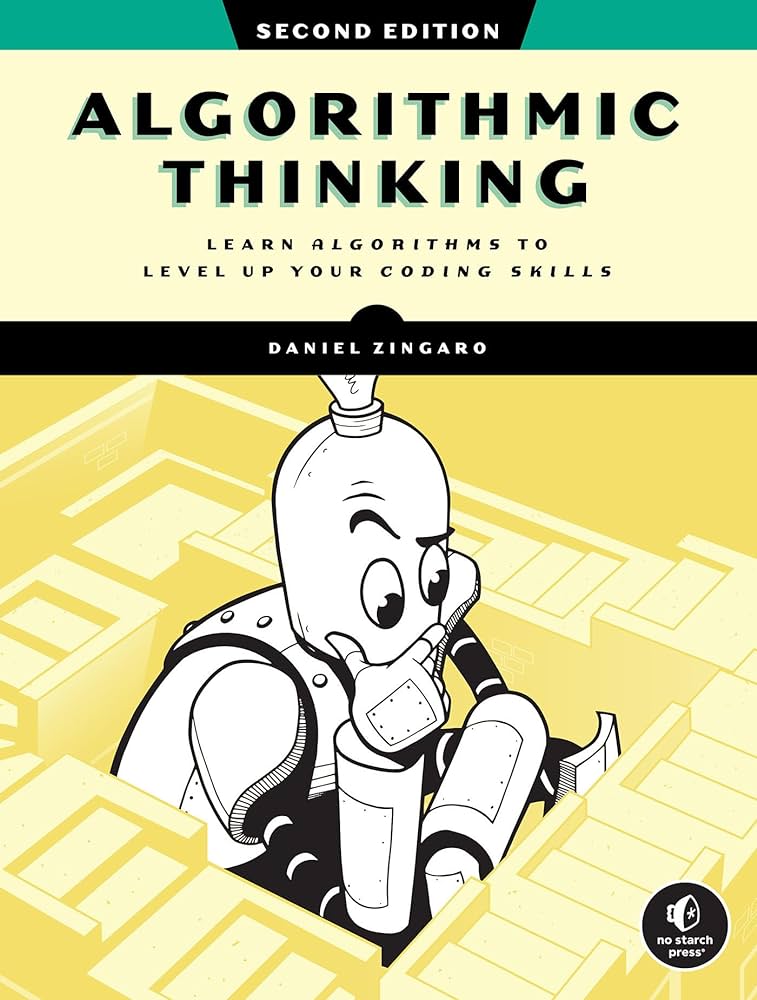 SECOND EDITION
ALGORITHMIC
THINKING
LEARN ALGORITHMS TO
LEVEL UP YOUR CODING SKILLS
DANIEL ZINGARO
no starch
press®